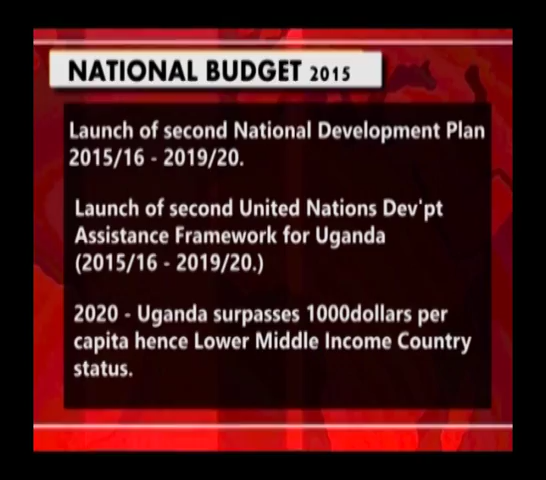 NATIONAL BUDGET 2015
Launch of second National Development Plan
2015/16 - 2019/20.
Launch of second United Nations Dev'pt
Assistance Framework for Uganda
(2015/16 - 2019/20.)
2020 - Uganda surpasses 1000dollars per
capita hence Lower Middle Income Country
status.